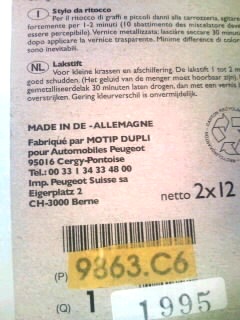 I Stylo da ritocco
Per il ritocco di graffi e piccoli danni alla carrozzeria, agitare
fortemente per 1-2 minuti (10 sbattimento del miscelatore deve
essere percepibile). Vernice metallizzata: lasciare seccare 30 minuti
dopo applicare la vernice trasparente. Minime differenze di colore
sono inevitabili.
NL Lakstift
Voor kleine krassen en afschilfering. De lakstift 1 tot 2
goed schudden. (Het geluid van de menger moet hoorbaar zijn).
gemetalliseerdelak 30 minuten laten drogen, dan met een vernis
overstrijken. Gering kleurverschil is onvermijdelijk.
MADE IN DE - ALLEMAGNE
Fabriqué par MOTIP DUPLI
pour Automobiles Peugeot
95016 Cergy-Pontoise
Tel.: 00 33 1 34 33 48 00
Imp. Peugeot Suisse sa
Eigerplatz 2
CH-3000 Berne
netto 2x12
(P) 9863.C6
(Q) 1
1995